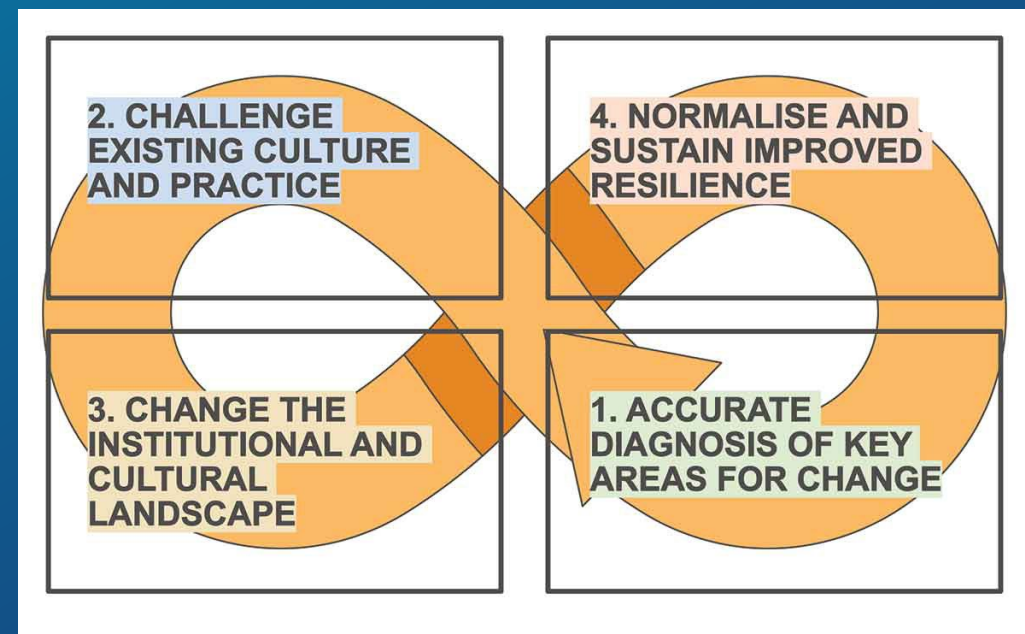 2. CHALLENGE
EXISTING CULTURE
AND PRACTICE
4. NORMALISE AND
SUSTAIN IMPROVED
RESILIENCE
3. CHANGE THE
INSTITUTIONAL AND
CULTURAL
LANDSCAPE
1. ACCURATE
DIAGNOSIS OF KEY
AREAS FOR CHANGE